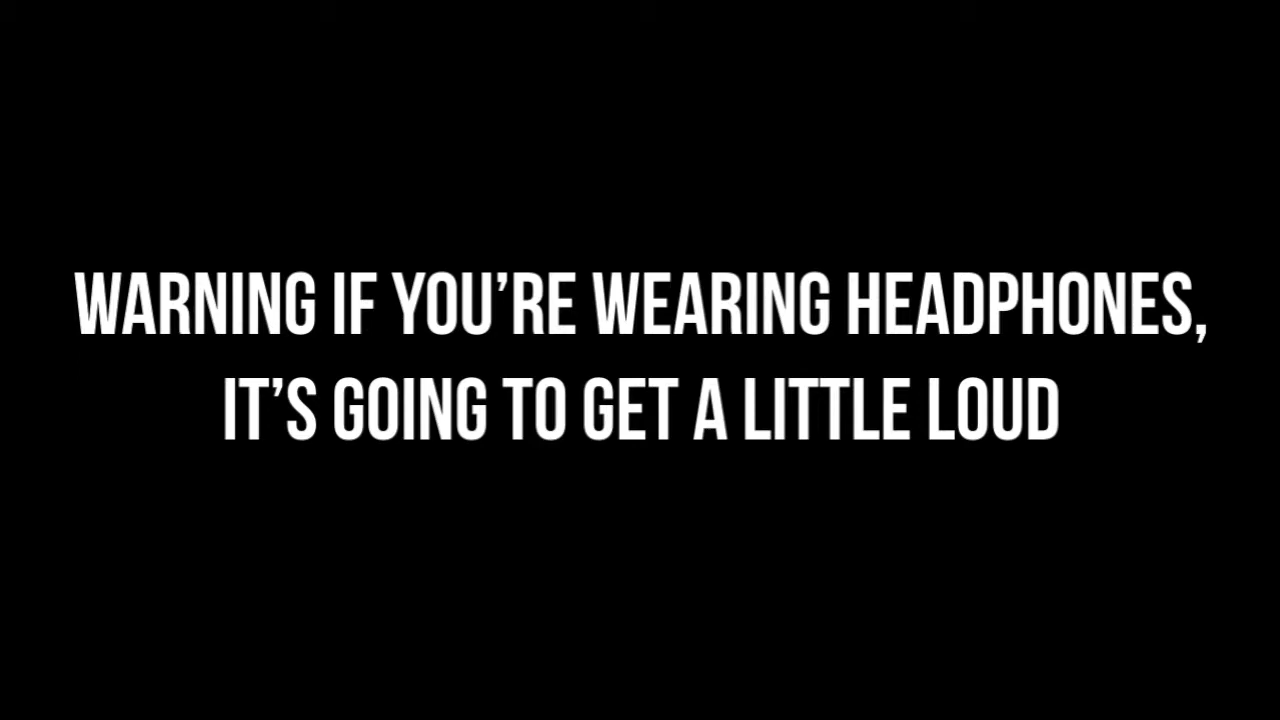 WARNING IF YOU’RE WEARING HEADPHONES,
IT’S GOING TO GET A LITTLE LOUD